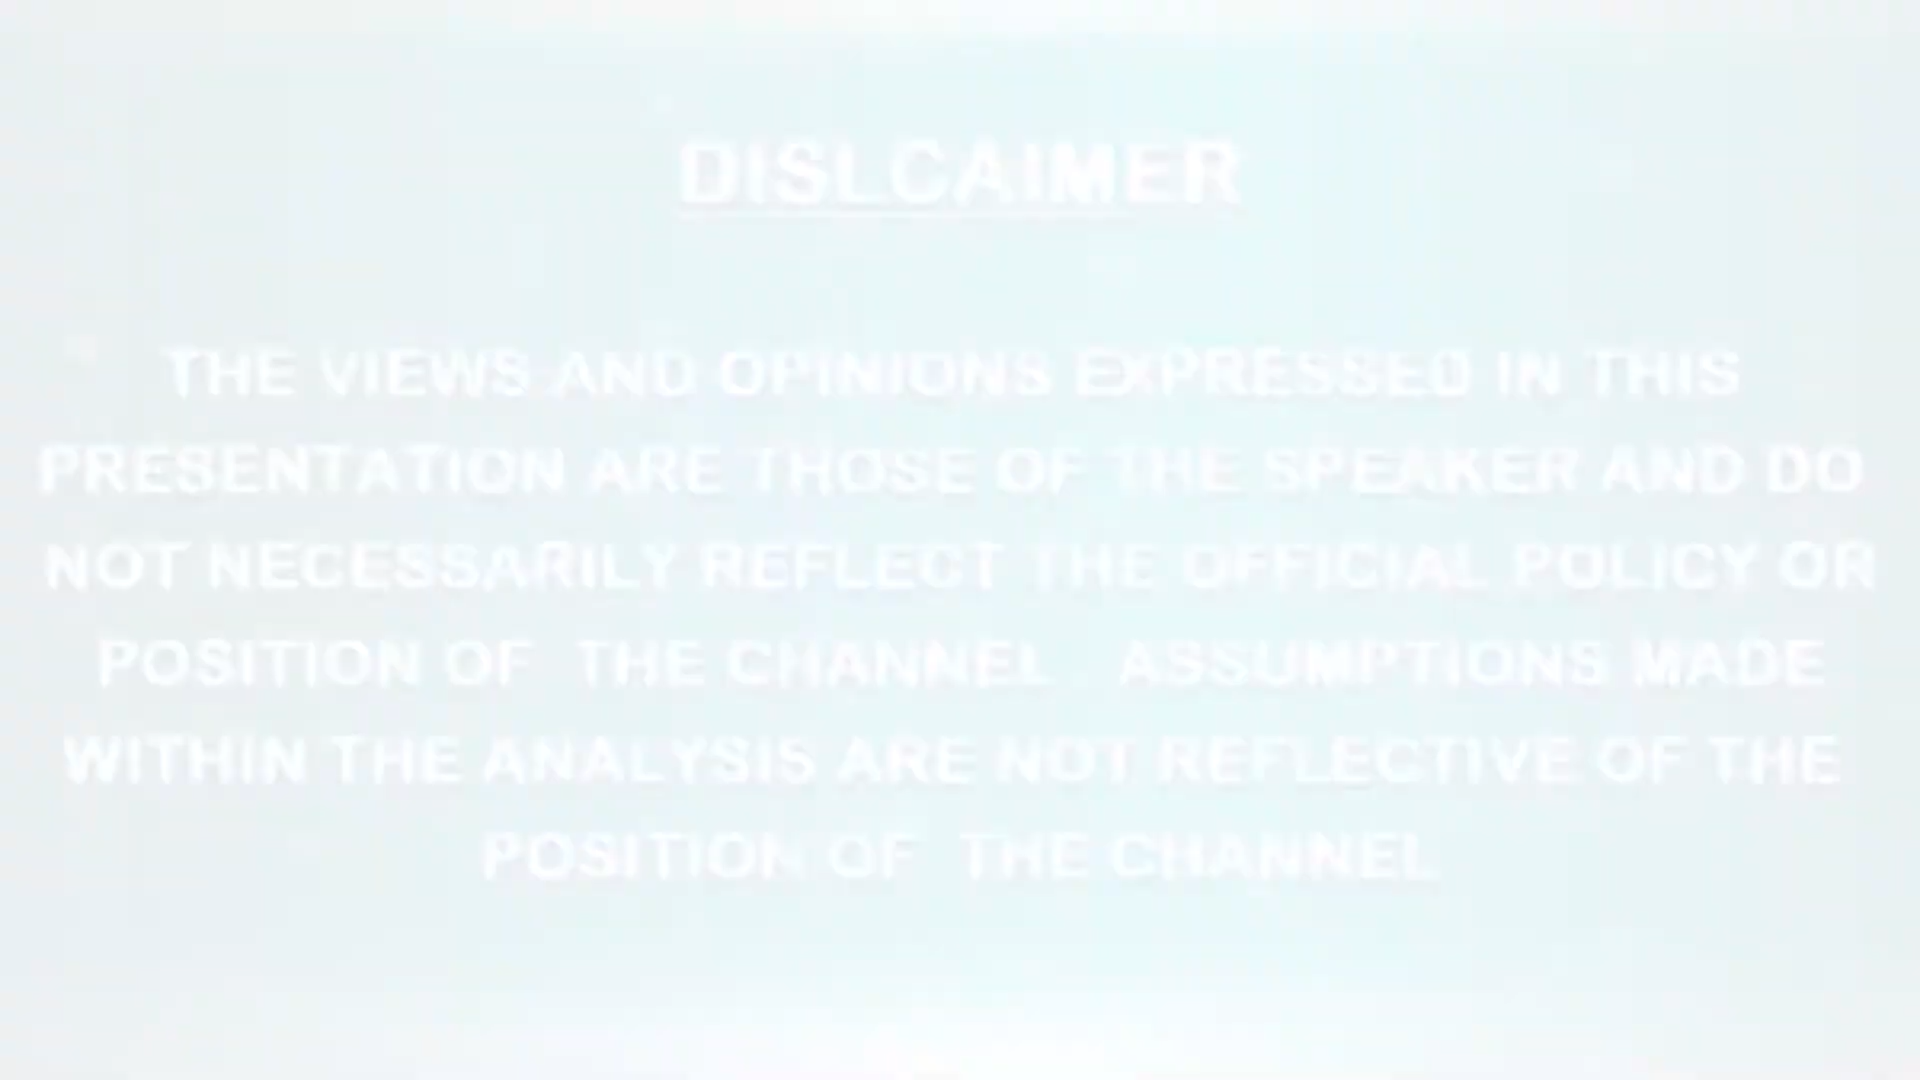 DISLCAIMER
THE VIEWS AND OPINIONS EXPRESSED IN THIS
PRESENTATION ARE THOSE OF THE SPEAKER AND DO
NOT NECESSARILY REFLECT THE OFFICIAL POLICY OR
POSITION OF THE CHANNEL ASSUMPTIONS MADE
WITHIN THE ANALYSIS ARE NOT REFLECTIVE OF THE
POSITION OF THE CHANNEL